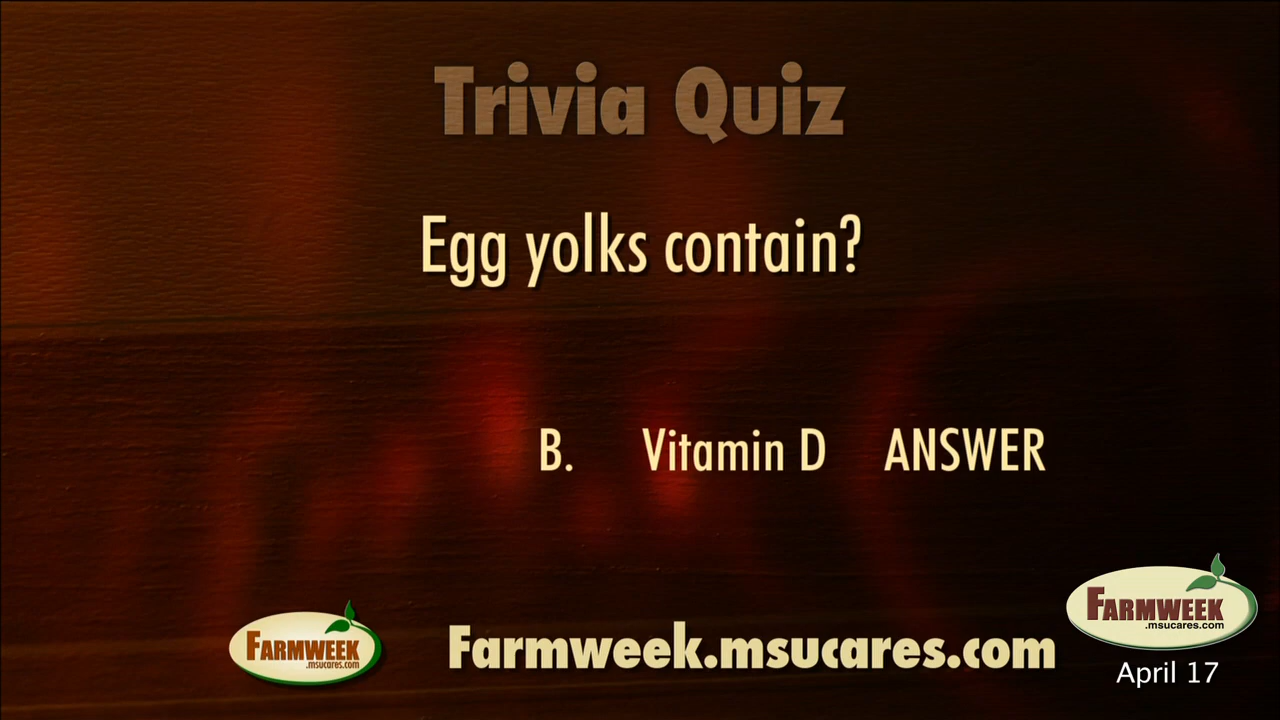 Trivia Quiz
Egg yolks contain?
B. Vitamin D ANSWER
FARMWEEK
.msucares.com
Farmweek.msucares.com
FARMWEEK
.msucares.com
April 17